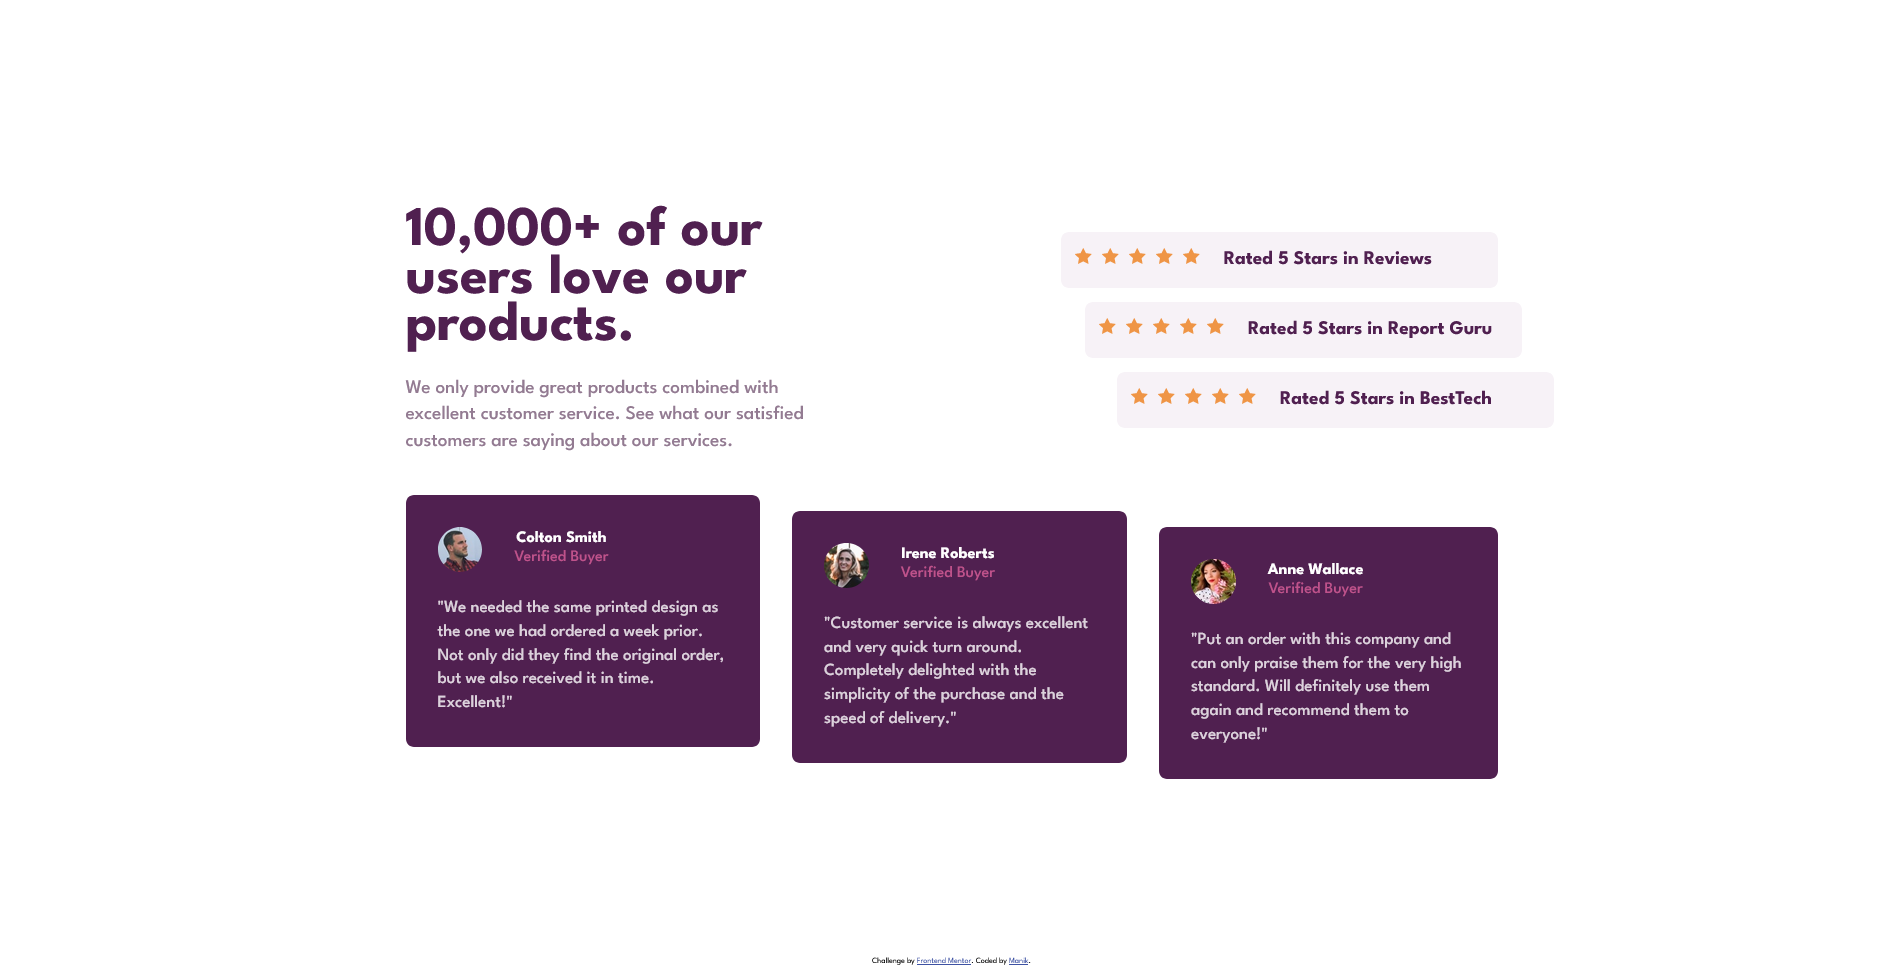 10,000+ of our
users love our
products.
We only provide great products combined with
excellent customer service. See what our satisfied
customers are saying about our services.
Rated 5 Stars in Reviews
Rated 5 Stars in Report Guru
Rated 5 Stars in BestTech
Colton Smith
Verified Buyer
"We needed the same printed design as
the one we had ordered a week prior.
Not only did they find the original order,
but we also received it in time.
Excellent!"
Irene Roberts
Verified Buyer
"Customer service is always excellent
and very quick turn around.
Completely delighted with the
simplicity of the purchase and the
speed of delivery."
Anne Wallace
Verified Buyer
"Put an order with this company and
can only praise them for the very high
standard. Will definitely use them
again and recommend them to
everyone!"
Challenge by Frontend Mentor. Coded by Manik.